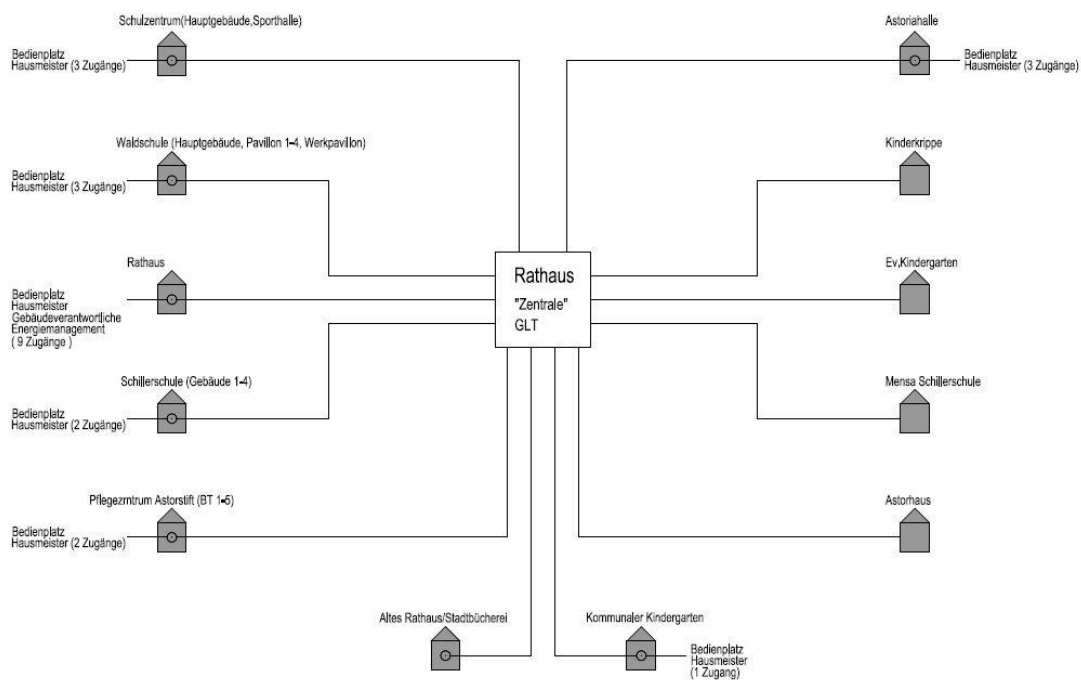 Schulzentrum(Hauptgebäude,Sporthalle)
Bedienplatz
Hausmeister (3 Zugänge)
Astoriahalle
Bedienplatz
Hausmeister (3 Zugänge)
Waldschule (Hauptgebäude, Pavillon 1-4, Werkpavillon)
Bedienplatz
Hausmeister (3 Zugänge)
Kinderkrippe
Rathaus
Bedienplatz
Hausmeister
Gebäudeverantwortliche
Energiemanagement
( 9 Zugänge )
Rathaus
"Zentrale"
GLT
Ev,Kindergarten
Schillerschule (Gebäude 1-4)
Bedienplatz
Hausmeister (2 Zugänge)
Mensa Schillerschule
Pflegezrntrum Astorstift (BT 1-5)
Bedienplatz
Hausmeister (2 Zugänge)
Astorhaus
Altes Rathaus/Stadtbücherei
Kommunaler Kindergarten
Bedienplatz
Hausmeister
(1 Zugang)